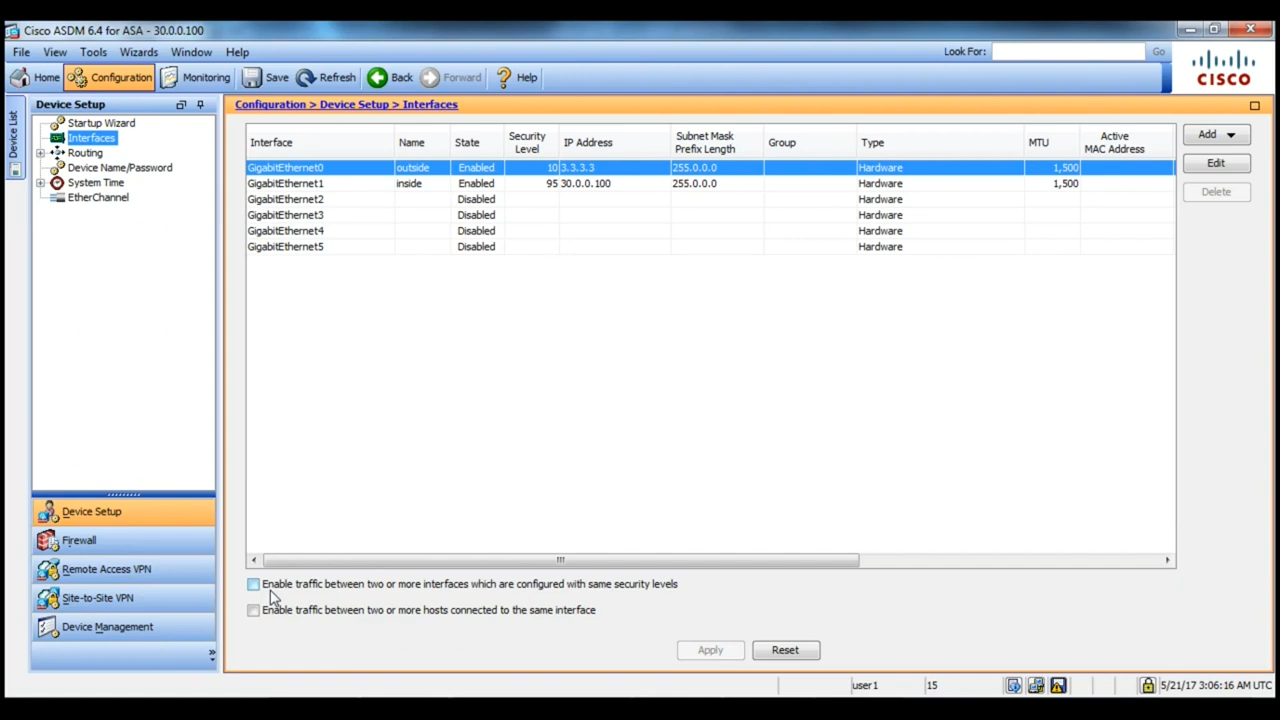 Cisco ASDM 6.4 for ASA - 30.0.0.100
File View Tools Wizards Window Help Look For: Go
Home Configuration Monitoring Save Refresh Back Forward Help
CISCO
Device List
Device Setup
Startup Wizard
Interfaces
Routing
Device Name/Password
System Time
EtherChannel
Device Setup
Firewall
Remote Access VPN
Site-to-Site VPN
Device Management
Configuration > Device Setup > Interfaces
Interface Name State Security Level IP Address Subnet Mask Prefix Length Group Type MTU Active MAC Address
GigabitEthernet0 outside Enabled 10 3.3.3.3 255.0.0.0 Hardware 1,500
GigabitEthernet1 inside Enabled 95 30.0.0.100 255.0.0.0 Hardware 1,500
GigabitEthernet2 Disabled Hardware
GigabitEthernet3 Disabled Hardware
GigabitEthernet4 Disabled Hardware
GigabitEthernet5 Disabled Hardware
Add
Edit
Delete
Enable traffic between two or more interfaces which are configured with same security levels
Enable traffic between two or more hosts connected to the same interface
Apply Reset
user1 15 5/21/17 3:06:16 AM UTC